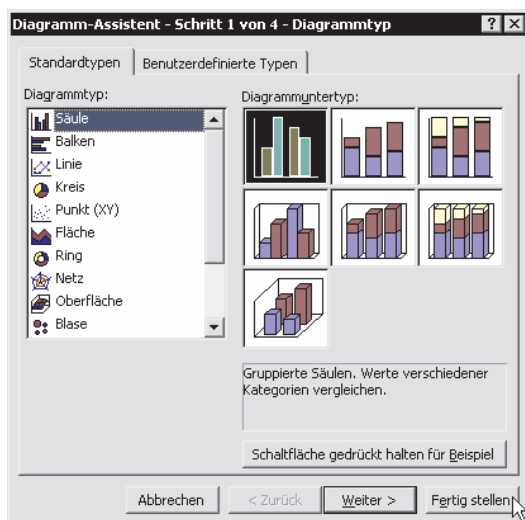 Diagramm-Assistent - Schritt 1 von 4 - Diagrammtyp
Standardtypen
Benutzerdefinierte Typen
Diagrammtyp:
Säule
Balken
Linie
Kreis
Punkt (XY)
Fläche
Ring
Netz
Oberfläche
Blase
Diagrammuntertyp:
Gruppierte Säulen. Werte verschiedener
Kategorien vergleichen.
Schaltfläche gedrückt halten für Beispiel
Abbrechen
< Zurück
Weiter >
Fertig stellen